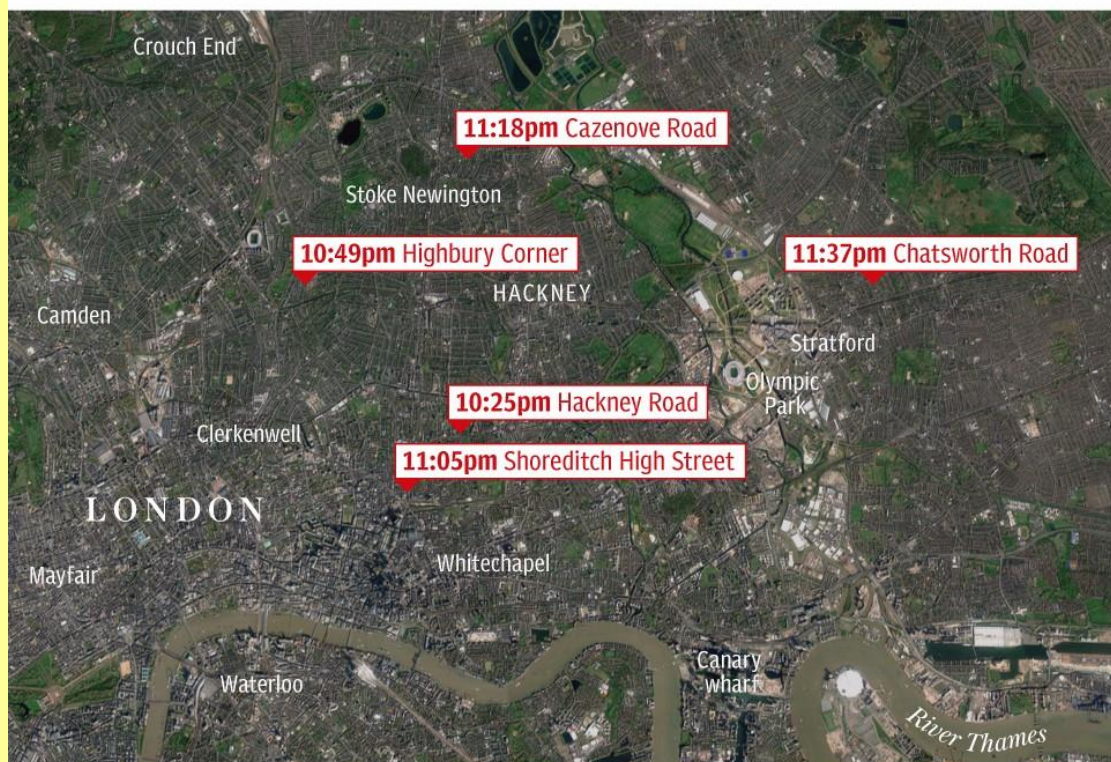 Crouch End
11:18pm Cazenove Road
Stoke Newington
10:49pm Highbury Corner
11:37pm Chatsworth Road
HACKNEY
Camden
Stratford
Olympic
Park
10:25pm Hackney Road
Clerkenwell
11:05pm Shoreditch High Street
LONDON
Whitechapel
Mayfair
Canary
wharf
Waterloo
River Thames